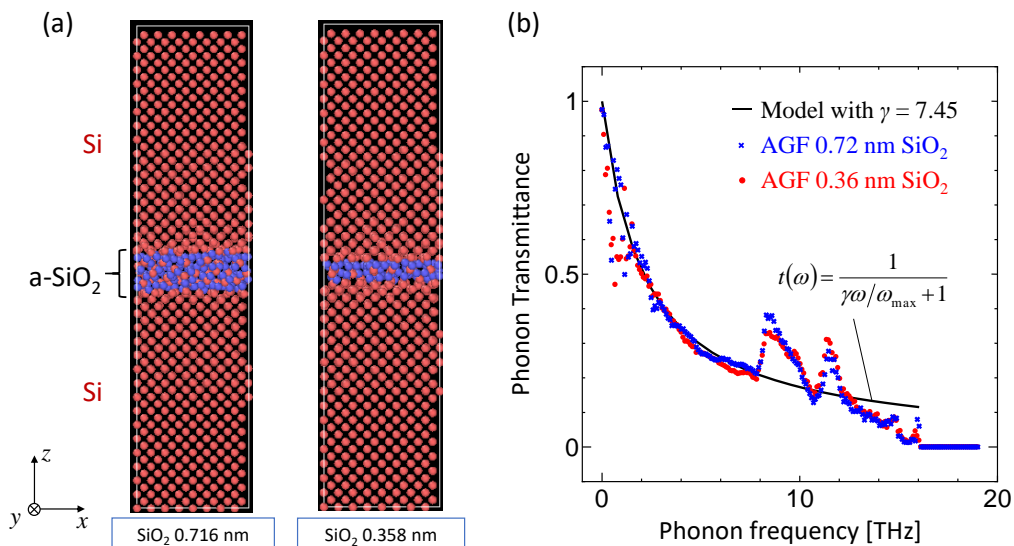 (a)
Si
a-SiO₂
Si
z
y
x
SiO₂ 0.716 nm
SiO₂ 0.358 nm
(b)
Phonon Transmittance
1
0.5
0
Model with γ = 7.45
AGF 0.72 nm SiO₂
AGF 0.36 nm SiO₂
t(ω) = 1 / (γω/ω_max + 1)
0
10
20
Phonon frequency [THz]